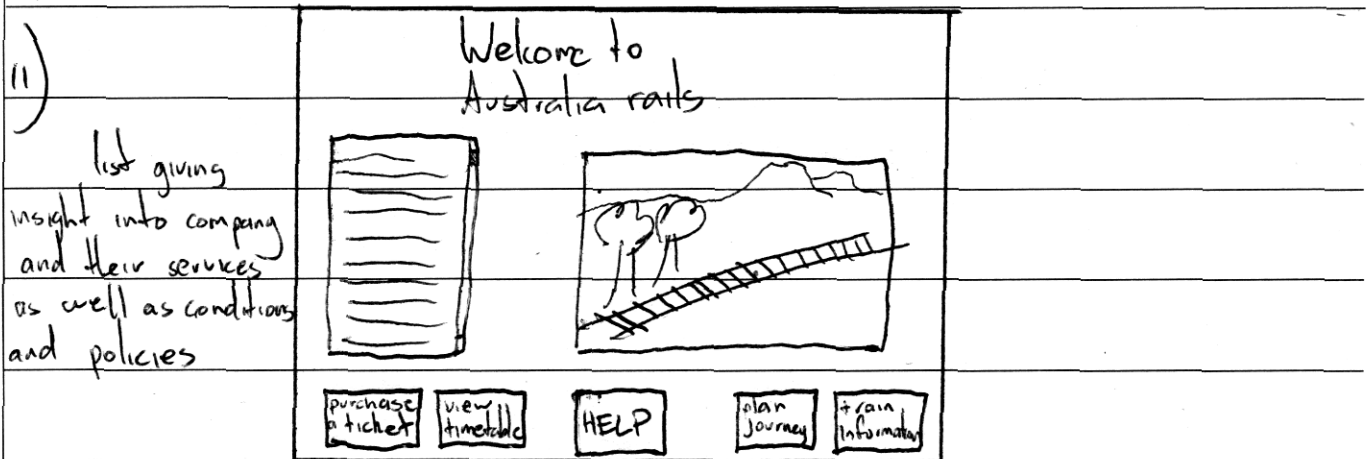 11)
Welcome to
Australia rails
list giving
insight into company
and their services
as well as conditions
and policies
purchase
a ticket
view
timetable
HELP
plan
journey
train
information